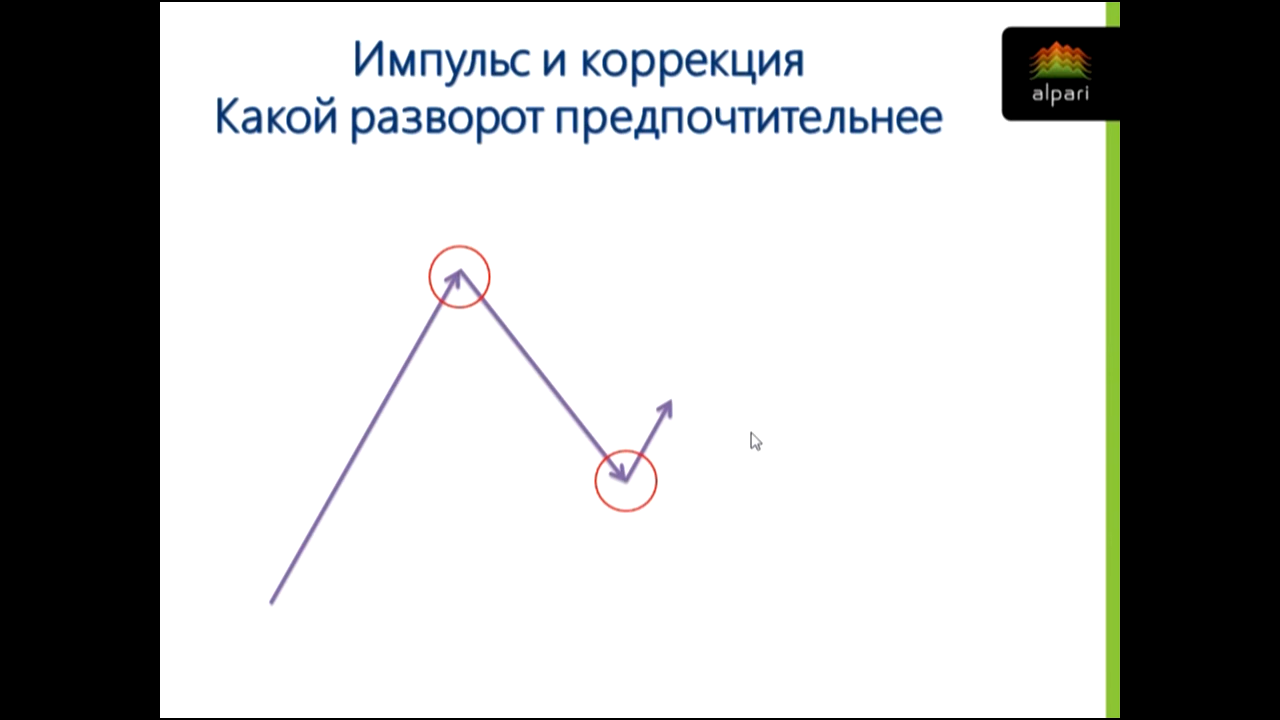 Импульс и коррекция
Какой разворот предпочтительнее
alpari